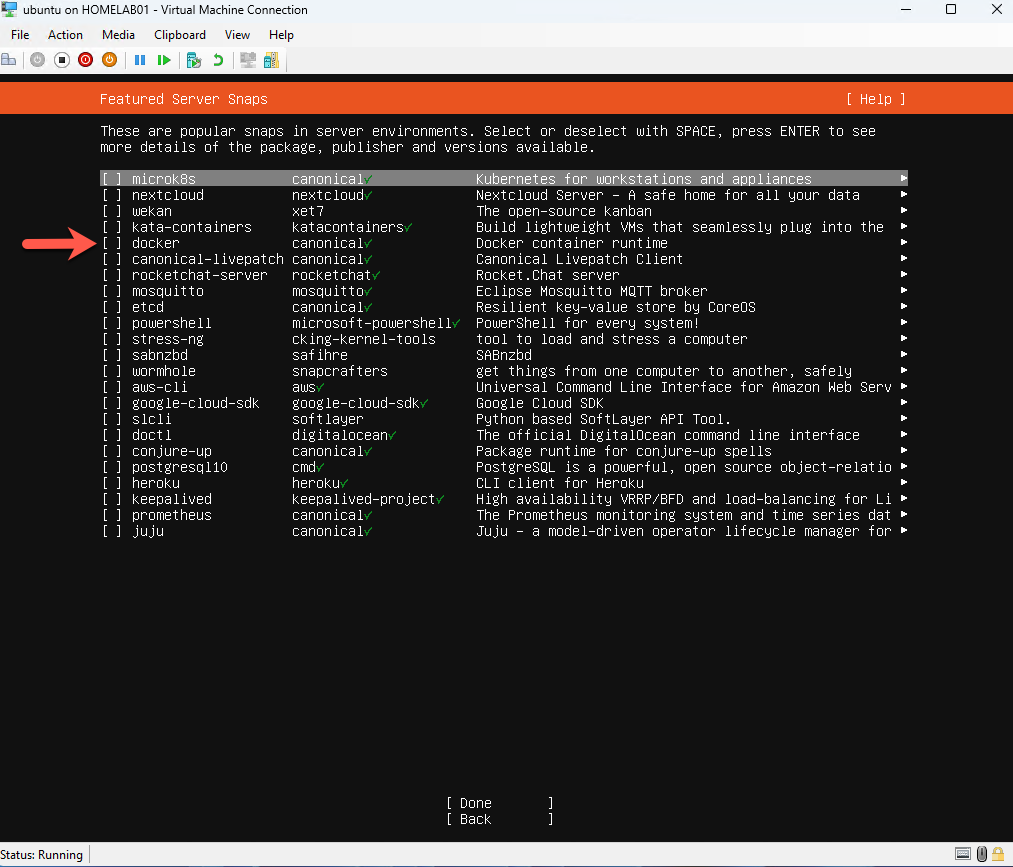 ubuntu on HOMELAB01 - Virtual Machine Connection
File Action Media Clipboard View Help
Featured Server Snaps [ Help ]
These are popular snaps in server environments. Select or deselect with SPACE, press ENTER to see
more details of the package, publisher and versions available.
[ ] microk8s canonical✓ Kubernetes for workstations and appliances ▸
[ ] nextcloud nextcloud✓ Nextcloud Server - A safe home for all your data ▸
[ ] wekan xet7 The open-source kanban ▸
[ ] kata-containers katacontainers✓ Build lightweight VMs that seamlessly plug into the ▸
[ ] docker canonical✓ Docker container runtime ▸
[ ] canonical-livepatch canonical✓ Canonical Livepatch Client ▸
[ ] rocketchat-server rocketchat✓ Rocket.Chat server ▸
[ ] mosquitto mosquitto✓ Eclipse Mosquitto MQTT broker ▸
[ ] etcd canonical✓ Resilient key-value store by CoreOS ▸
[ ] powershell microsoft-powershell✓ PowerShell for every system! ▸
[ ] stress-ng cking-kernel-tools tool to load and stress a computer ▸
[ ] sabnzbd safihre SABnzbd ▸
[ ] wormhole snapcrafters get things from one computer to another, safely ▸
[ ] aws-cli aws✓ Universal Command Line Interface for Amazon Web Serv ▸
[ ] google-cloud-sdk google-cloud-sdk✓ Google Cloud SDK ▸
[ ] slcli softlayer Python based SoftLayer API Tool. ▸
[ ] doctl digitalocean✓ The official DigitalOcean command line interface ▸
[ ] conjure-up canonical✓ Package runtime for conjure-up spells ▸
[ ] postgresql10 cmd✓ PostgreSQL is a powerful, open source object-relatio ▸
[ ] heroku heroku✓ CLI client for Heroku ▸
[ ] keepalived keepalived-project✓ High availability VRRP/BFD and load-balancing for Li ▸
[ ] prometheus canonical✓ The Prometheus monitoring system and time series dat ▸
[ ] juju canonical✓ Juju - a model-driven operator lifecycle manager for ▸
[ Done ]
[ Back ]
Status: Running